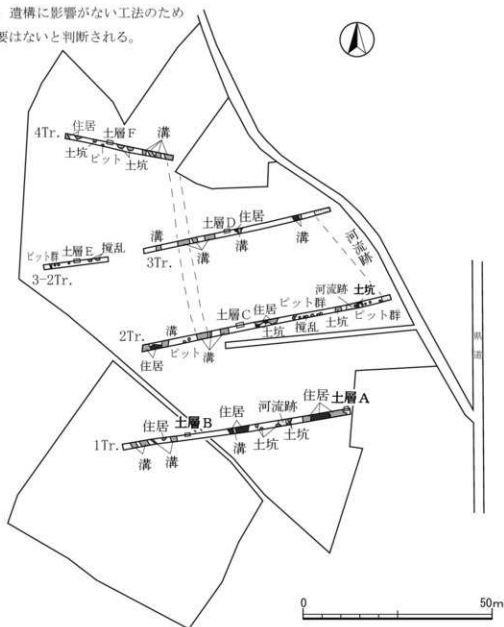 遺構に影響がない工法のため
要はないと判断される。
住居
土層F
溝
4Tr.
土坑
ピット
土坑
溝
土層D
住居
溝
3Tr.
溝
河流跡
ピット群
土層E
撹乱
3-2Tr.
溝
土層C
住居
ピット群
河流跡
土坑
2Tr.
ピット
溝
土坑
撹乱
土坑
ピット群
住居
県道
住居
土層B
住居
河流跡
住居
土層A
1Tr.
溝
溝
土坑
土坑
0
50m